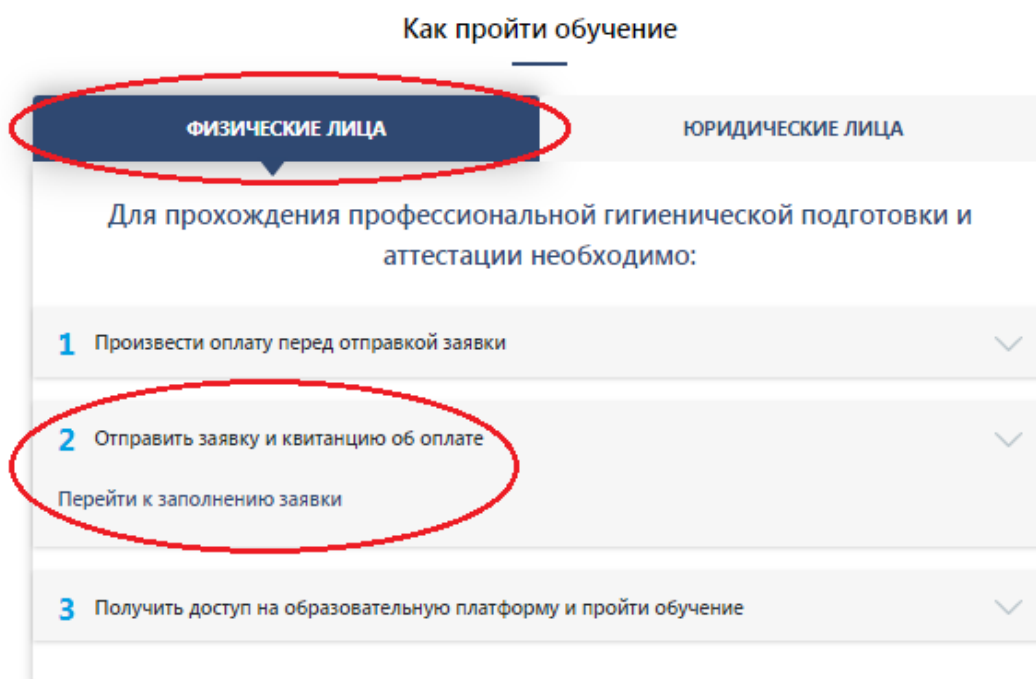 Как пройти обучение
ФИЗИЧЕСКИЕ ЛИЦА
ЮРИДИЧЕСКИЕ ЛИЦА
Для прохождения профессиональной гигиенической подготовки и
аттестации необходимо:
1 Произвести оплату перед отправкой заявки
2 Отправить заявку и квитанцию об оплате
Перейти к заполнению заявки
3 Получить доступ на образовательную платформу и пройти обучение